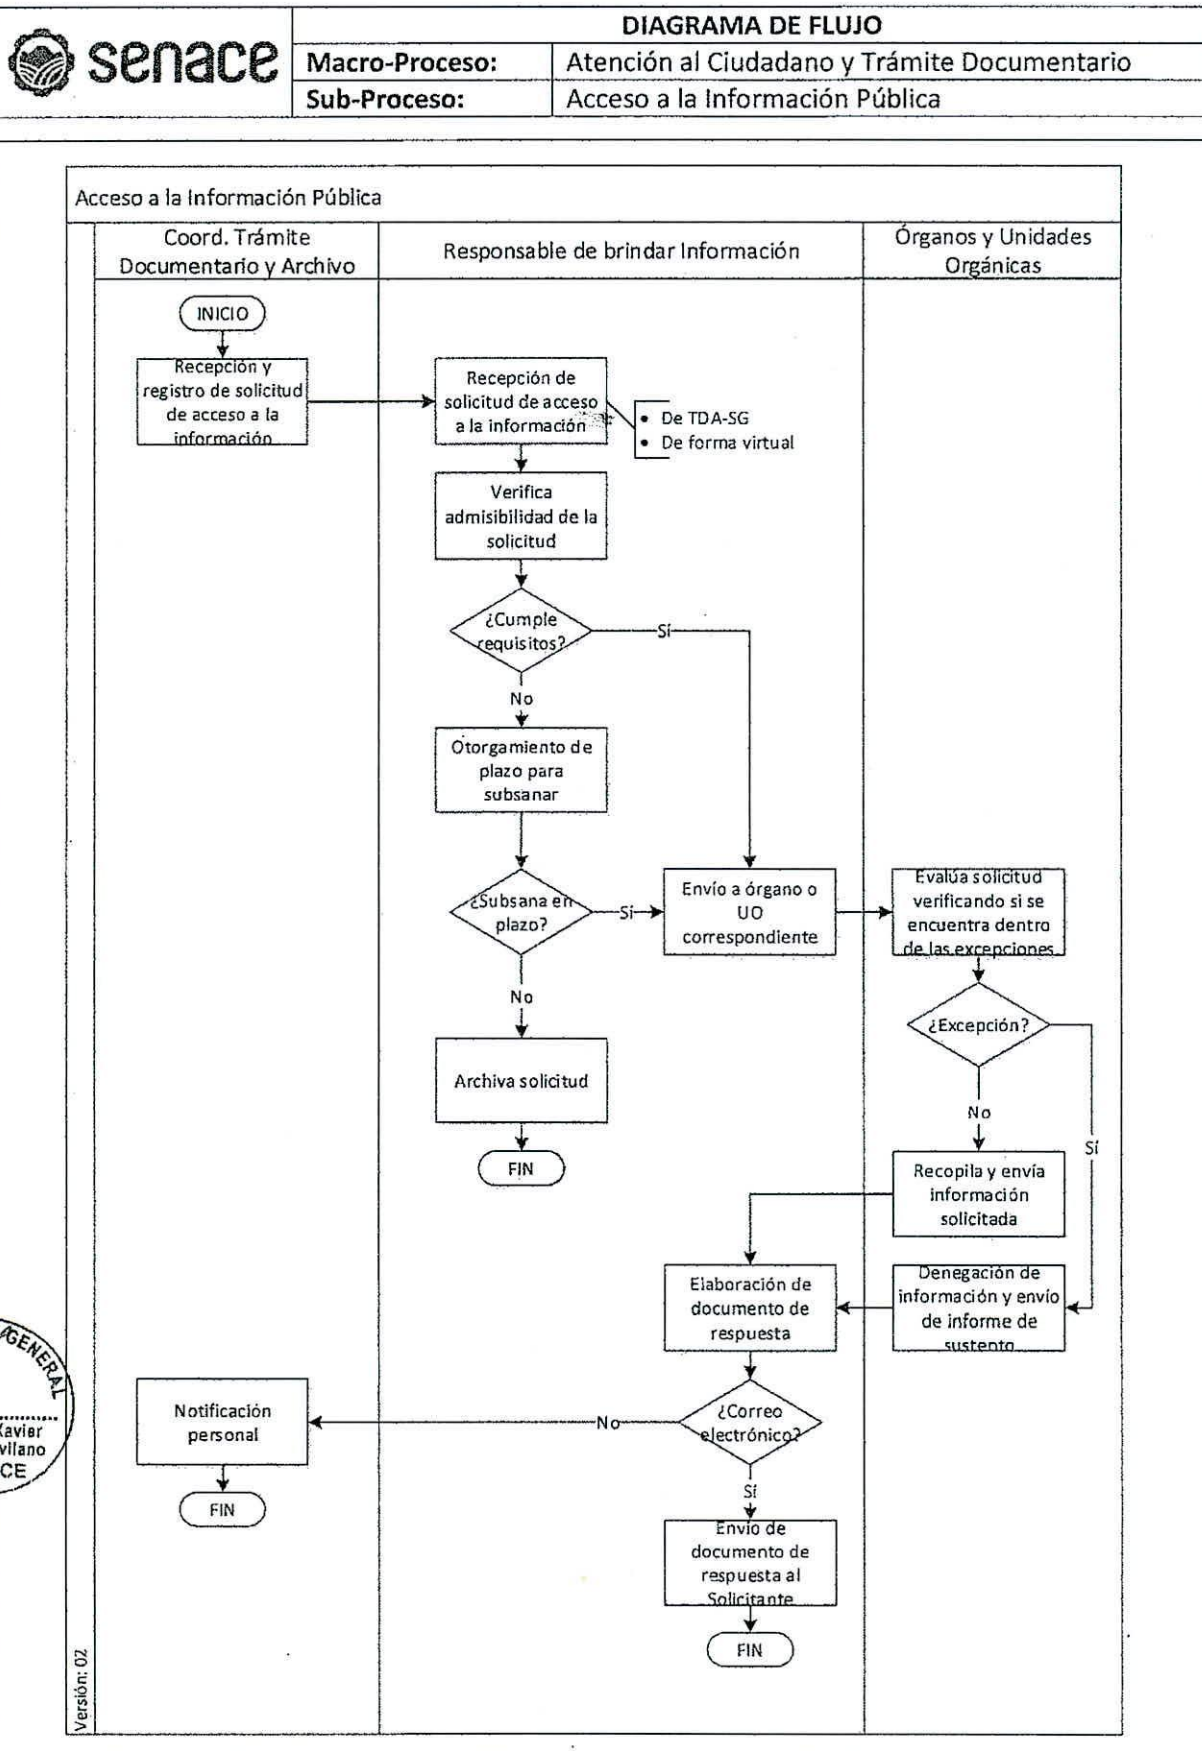 senace
DIAGRAMA DE FLUJO
Macro-Proceso:
Atención al Ciudadano y Trámite Documentario
Sub-Proceso:
Acceso a la Información Pública
Acceso a la Información Pública
Coord. Trámite
Documentario y Archivo
Responsable de brindar Información
Órganos y Unidades
Orgánicas
INICIO
Recepción y
registro de solicitud
de acceso a la
información
Recepción de
solicitud de acceso
a la información
• De TDA-SG
• De forma virtual
Verifica
admisibilidad de la
solicitud
¿Cumple
requisitos?
Sí
No
Otorgamiento de
plazo para
subsanar
¿Subsana en
plazo?
Sí
Envío a órgano o
UO
correspondiente
Evalúa solicitud
verificando si se
encuentra dentro
de las excepciones
No
¿Excepción?
Archiva solicitud
No
Sí
FIN
Recopila y envía
información
solicitada
Elaboración de
documento de
respuesta
Denegación de
información y envío
de informe de
sustento
GENERAL
Xavier
CE
Notificación
personal
No
¿Correo
electrónico?
FIN
Sí
Envío de
documento de
respuesta al
Solicitante
FIN
Versión: 02